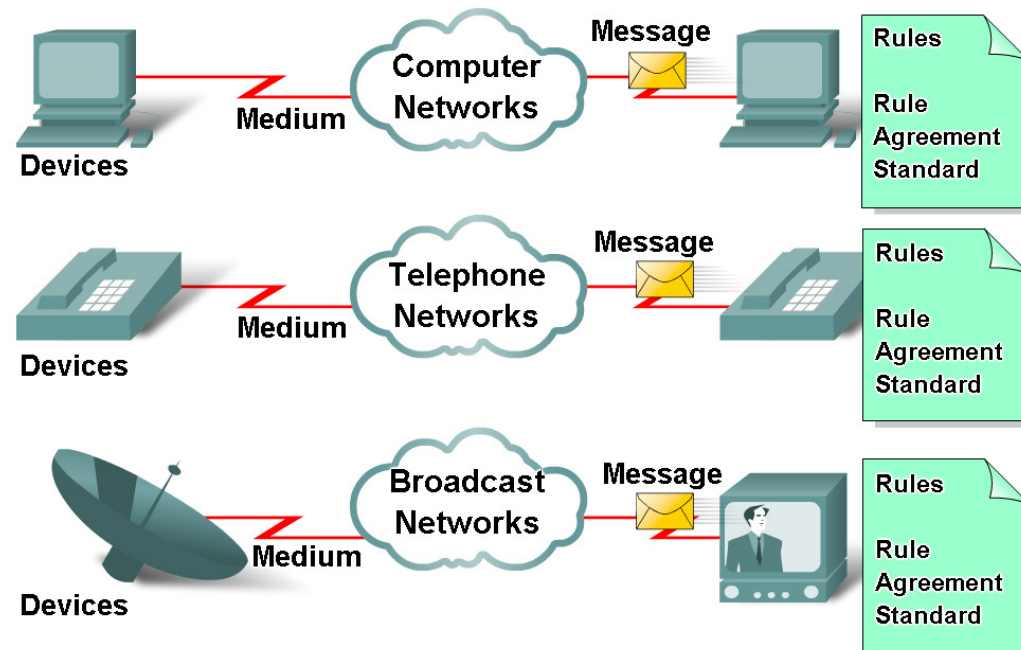 Message
Computer
Networks
Medium
Devices
Rules
Rule
Agreement
Standard
Message
Telephone
Networks
Medium
Devices
Rules
Rule
Agreement
Standard
Message
Broadcast
Networks
Medium
Devices
Rules
Rule
Agreement
Standard